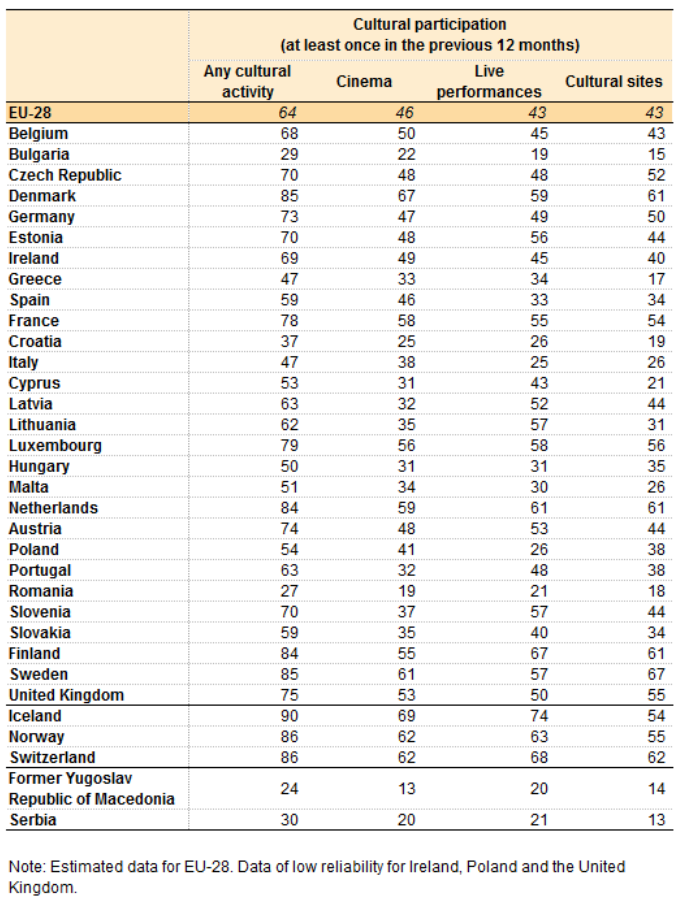 Cultural participation
(at least once in the previous 12 months)
Any cultural activity Cinema Live performances Cultural sites
EU-28 64 46 43 43
Belgium 68 50 45 43
Bulgaria 29 22 19 15
Czech Republic 70 48 48 52
Denmark 85 67 59 61
Germany 73 47 49 50
Estonia 70 48 56 44
Ireland 69 49 45 40
Greece 47 33 34 17
Spain 59 46 33 34
France 78 58 55 54
Croatia 37 25 26 19
Italy 47 38 25 26
Cyprus 53 31 43 21
Latvia 63 32 52 44
Lithuania 62 35 57 31
Luxembourg 79 56 58 56
Hungary 50 31 31 35
Malta 51 34 30 26
Netherlands 84 59 61 61
Austria 74 48 53 44
Poland 54 41 26 38
Portugal 63 32 48 38
Romania 27 19 21 18
Slovenia 70 37 57 44
Slovakia 59 35 40 34
Finland 84 55 67 61
Sweden 85 61 57 67
United Kingdom 75 53 50 55
Iceland 90 69 74 54
Norway 86 62 63 55
Switzerland 86 62 68 62
Former Yugoslav
Republic of Macedonia 24 13 20 14
Serbia 30 20 21 13
Note: Estimated data for EU-28. Data of low reliability for Ireland, Poland and the United
Kingdom.